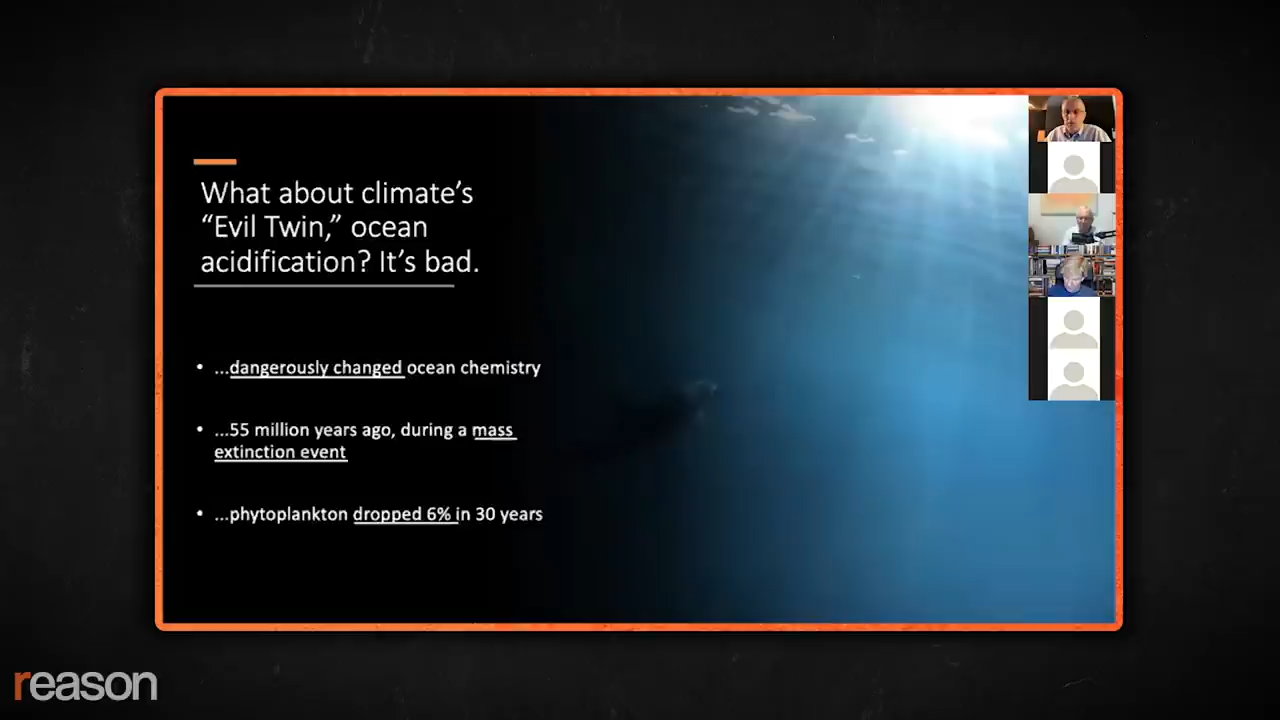 What about climate's
“Evil Twin,” ocean
acidification? It's bad.
• ...dangerously changed ocean chemistry
• ...55 million years ago, during a mass
extinction event
• ...phytoplankton dropped 6% in 30 years
reason